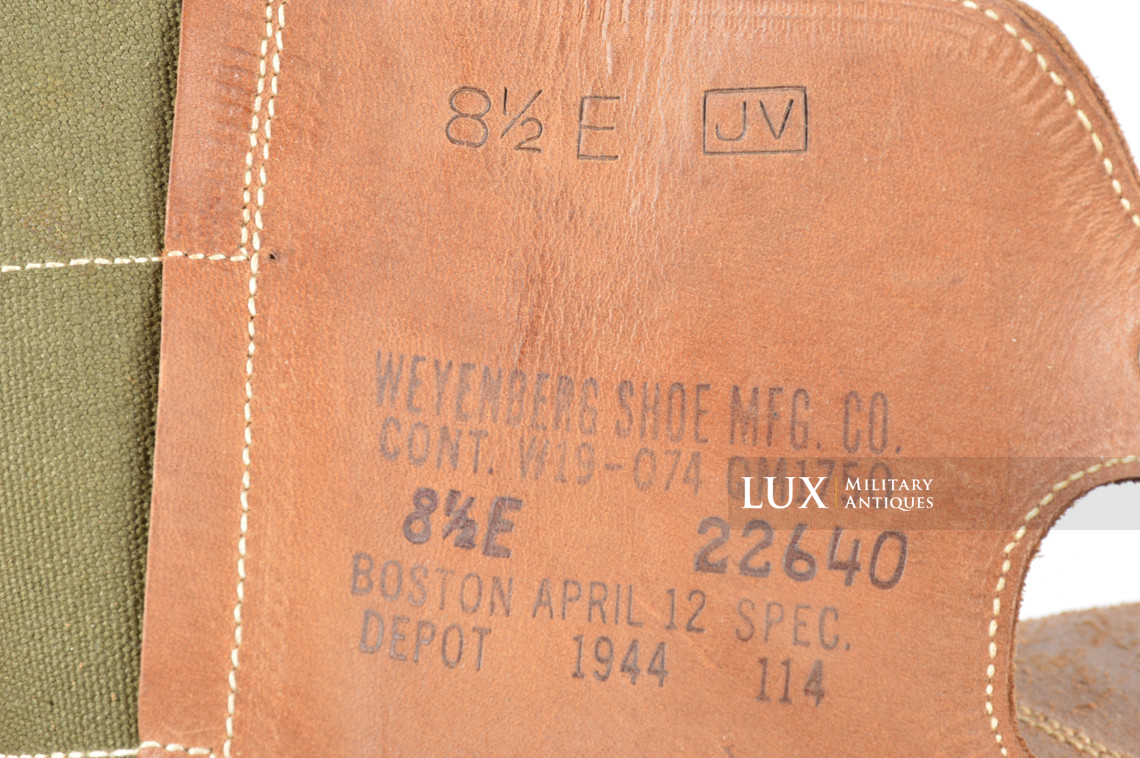 8½ E JV
WEYENBERG SHOE MFG. CO.
CONT. W19-074 QM1750
8½E 22640
BOSTON APRIL 12 SPEC.
DEPOT 1944 114
LUX MILITARY
ANTIQUES